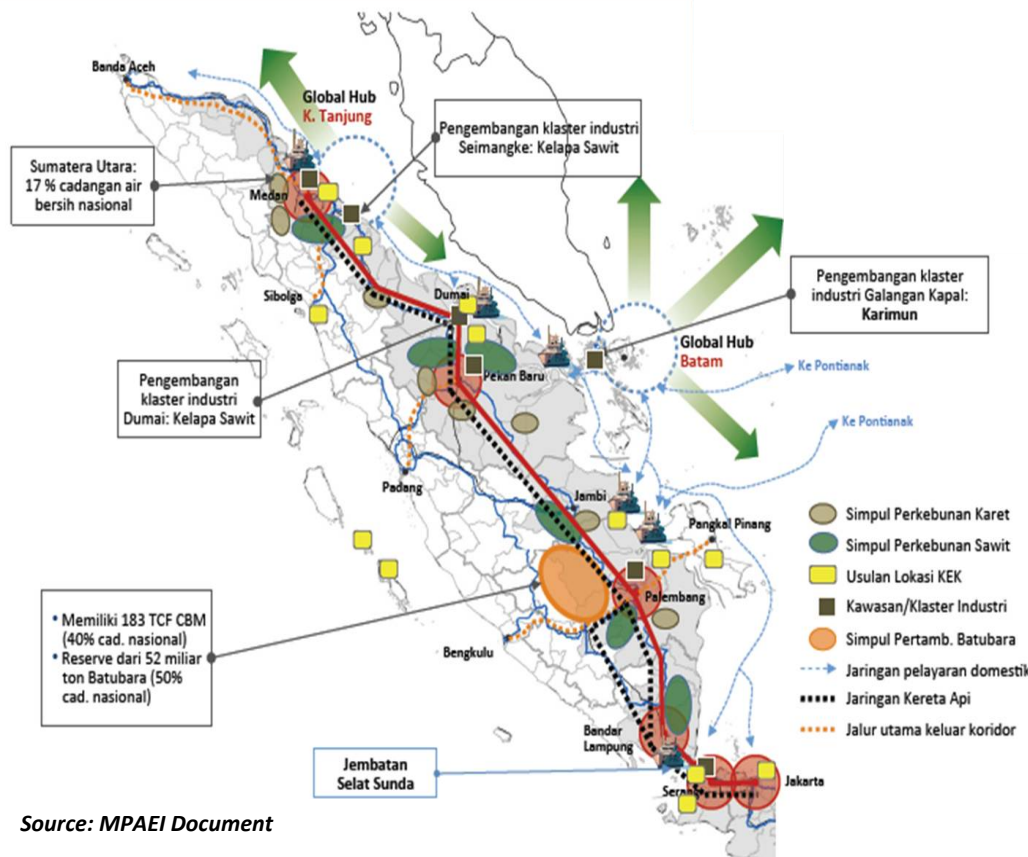 Banda Aceh
Global Hub
K. Tanjung
Pengembangan klaster industri
Seimangke: Kelapa Sawit
Sumatera Utara:
17 % cadangan air
bersih nasional
Medan
Pengembangan klaster
industri Galangan Kapal:
Karimun
Sibolga
Dumai
Global Hub
Batam
Ke Pontianak
Pengembangan
klaster industri
Dumai: Kelapa Sawit
Pekan Baru
Ke Pontianak
Padang
Jambi
Pangkal Pinang
Simpul Perkebunan Karet
Simpul Perkebunan Sawit
Usulan Lokasi KEK
Kawasan/Klaster Industri
Simpul Pertamb. Batubara
Jaringan pelayaran domestik
Jaringan Kereta Api
Jalur utama keluar koridor
• Memiliki 183 TCF CBM
(40% cad. nasional)
• Reserve dari 52 miliar
ton Batubara (50%
cad. nasional)
Palembang
Bengkulu
Bandar
Lampung
Jembatan
Selat Sunda
Serang
Jakarta
Source: MPAEI Document